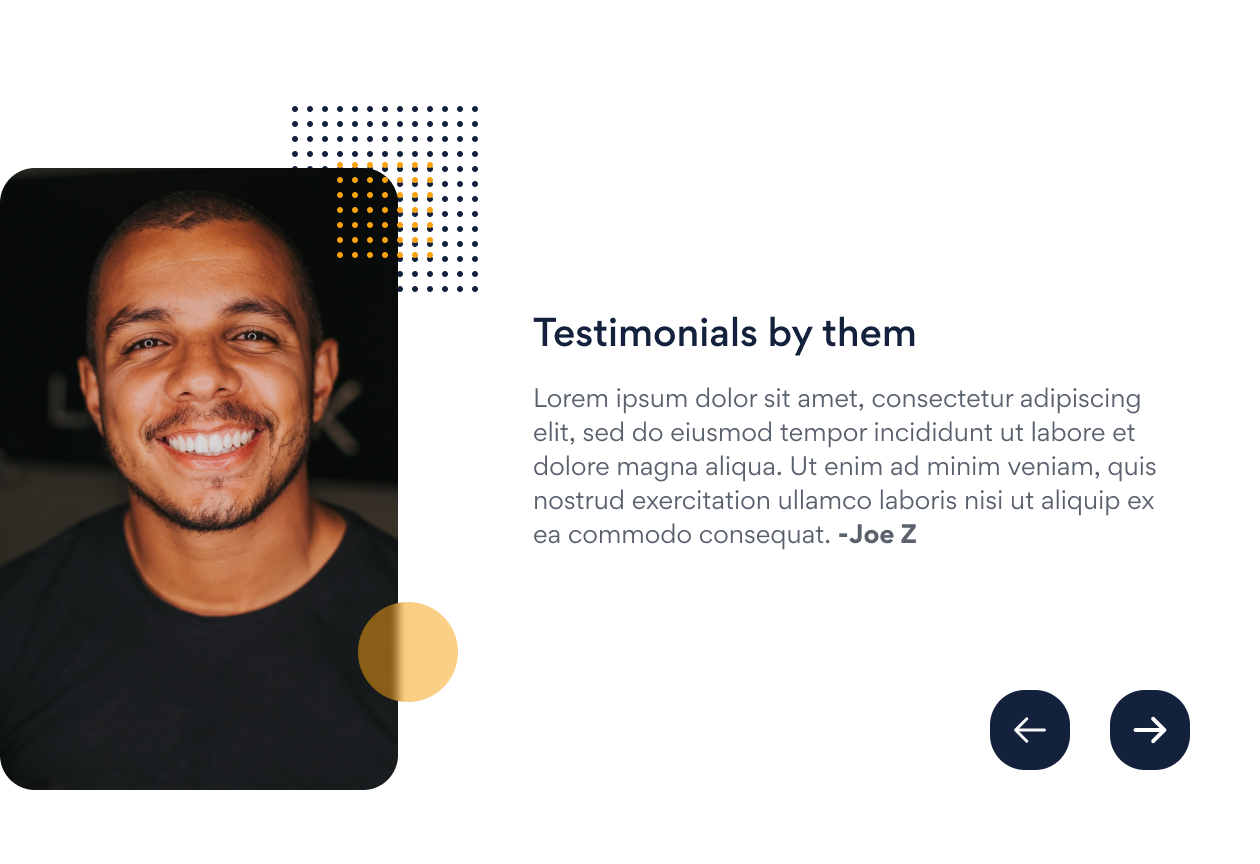 Testimonials by them
Lorem ipsum dolor sit amet, consectetur adipiscing
elit, sed do eiusmod tempor incididunt ut labore et
dolore magna aliqua. Ut enim ad minim veniam, quis
nostrud exercitation ullamco laboris nisi ut aliquip ex
ea commodo consequat. -Joe Z